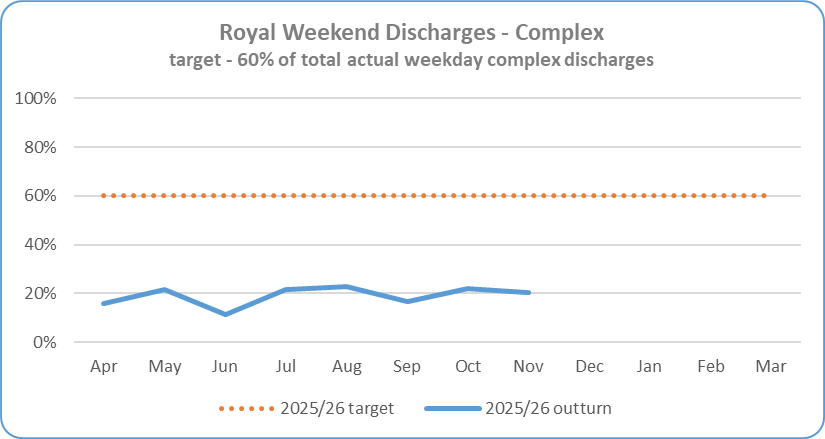 Royal Weekend Discharges - Complex
target - 60% of total actual weekday complex discharges
100%
80%
60%
40%
20%
0%
Apr May Jun Jul Aug Sep Oct Nov Dec Jan Feb Mar
2025/26 target 2025/26 outturn